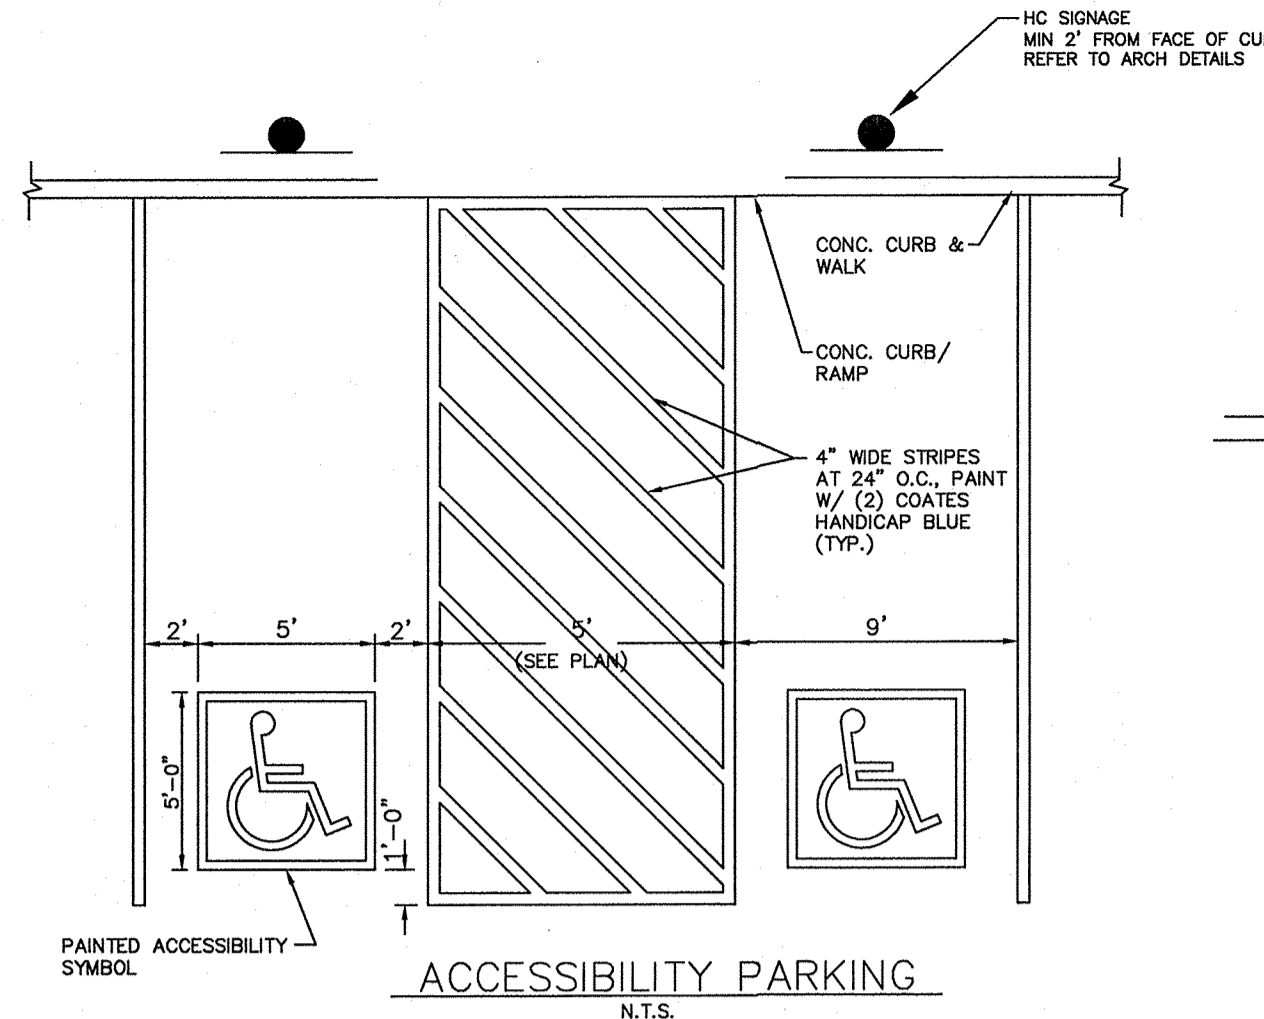 HC SIGNAGE
MIN 2' FROM FACE OF
REFER TO ARCH DETAILS
CONC. CURB &
WALK
CONC. CURB/
RAMP
4" WIDE STRIPES
AT 24" O.C., PAINT
W/ (2) COATES
HANDICAP BLUE
(TYP.)
2' 5' 2' 5' 9'
(SEE PLAN)
5'-0"
1'-0"
PAINTED ACCESSIBILITY
SYMBOL
ACCESSIBILITY PARKING
N.T.S.